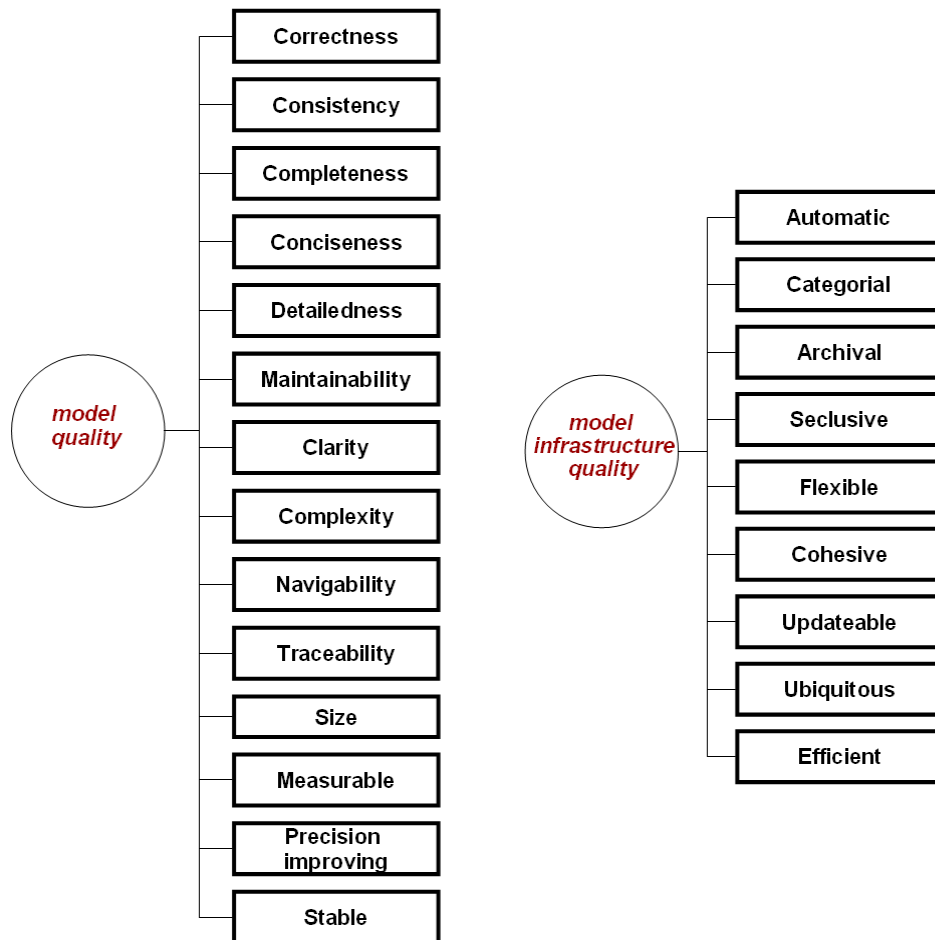 model
quality
Correctness
Consistency
Completeness
Conciseness
Detailedness
Maintainability
Clarity
Complexity
Navigability
Traceability
Size
Measurable
Precision
improving
Stable
model
infrastructure
quality
Automatic
Categorial
Archival
Seclusive
Flexible
Cohesive
Updateable
Ubiquitous
Efficient